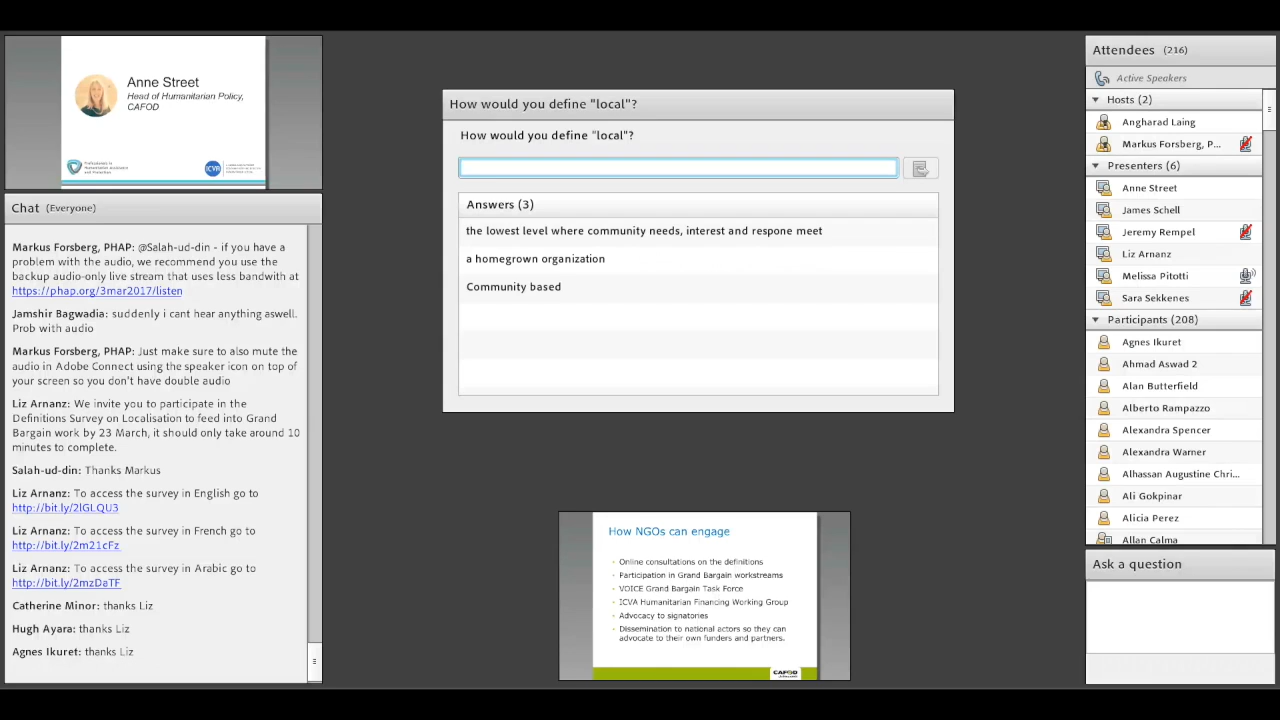 Anne Street
Head of Humanitarian Policy,
CAFOD
ICVA
Chat (Everyone)
Markus Forsberg, PHAP: @Salah-ud-din - if you have a
problem with the audio, we recommend you use the
backup audio-only live stream that uses less bandwith at
https://phap.org/3mar2017/listen
Jamshir Bagwadia: suddenly i cant hear anything aswell.
Prob with audio
Markus Forsberg, PHAP: Just make sure to also mute the
audio in Adobe Connect using the speaker icon on top of
your screen so you don't have double audio
Liz Arnanz: We invite you to participate in the
Definitions Survey on Localisation to feed into Grand
Bargain work by 23 March, it should only take around 10
minutes to complete.
Salah-ud-din: Thanks Markus
Liz Arnanz: To access the survey in English go to
http://bit.ly/2lGLQU3
Liz Arnanz: To access the survey in French go to
http://bit.ly/2m21cFz
Liz Arnanz: To access the survey in Arabic go to
http://bit.ly/2mzDaTF
Catherine Minor: thanks Liz
Hugh Ayara: thanks Liz
Agnes Ikuret: thanks Liz
How would you define "local"?
How would you define "local"?
Answers (3)
the lowest level where community needs, interest and respone meet
a homegrown organization
Community based
How NGOs can engage
• Online consultations on the definitions
• Participation in Grand Bargain workstreams
• VOICE Grand Bargain Task Force
• ICVA Humanitarian Financing Working Group
• Advocacy to signatories
• Dissemination to national actors so they can
advocate to their own funders and partners.
CAFOD
Attendees (216)
Active Speakers
Hosts (2)
Angharad Laing
Markus Forsberg, P...
Presenters (6)
Anne Street
James Schell
Jeremy Rempel
Liz Arnanz
Melissa Pitotti
Sara Sekkenes
Participants (208)
Agnes Ikuret
Ahmad Aswad 2
Alan Butterfield
Alberto Rampazzo
Alexandra Spencer
Alexandra Warner
Alhassan Augustine Chri...
Ali Gokpinar
Alicia Perez
Allan Calma
Ask a question